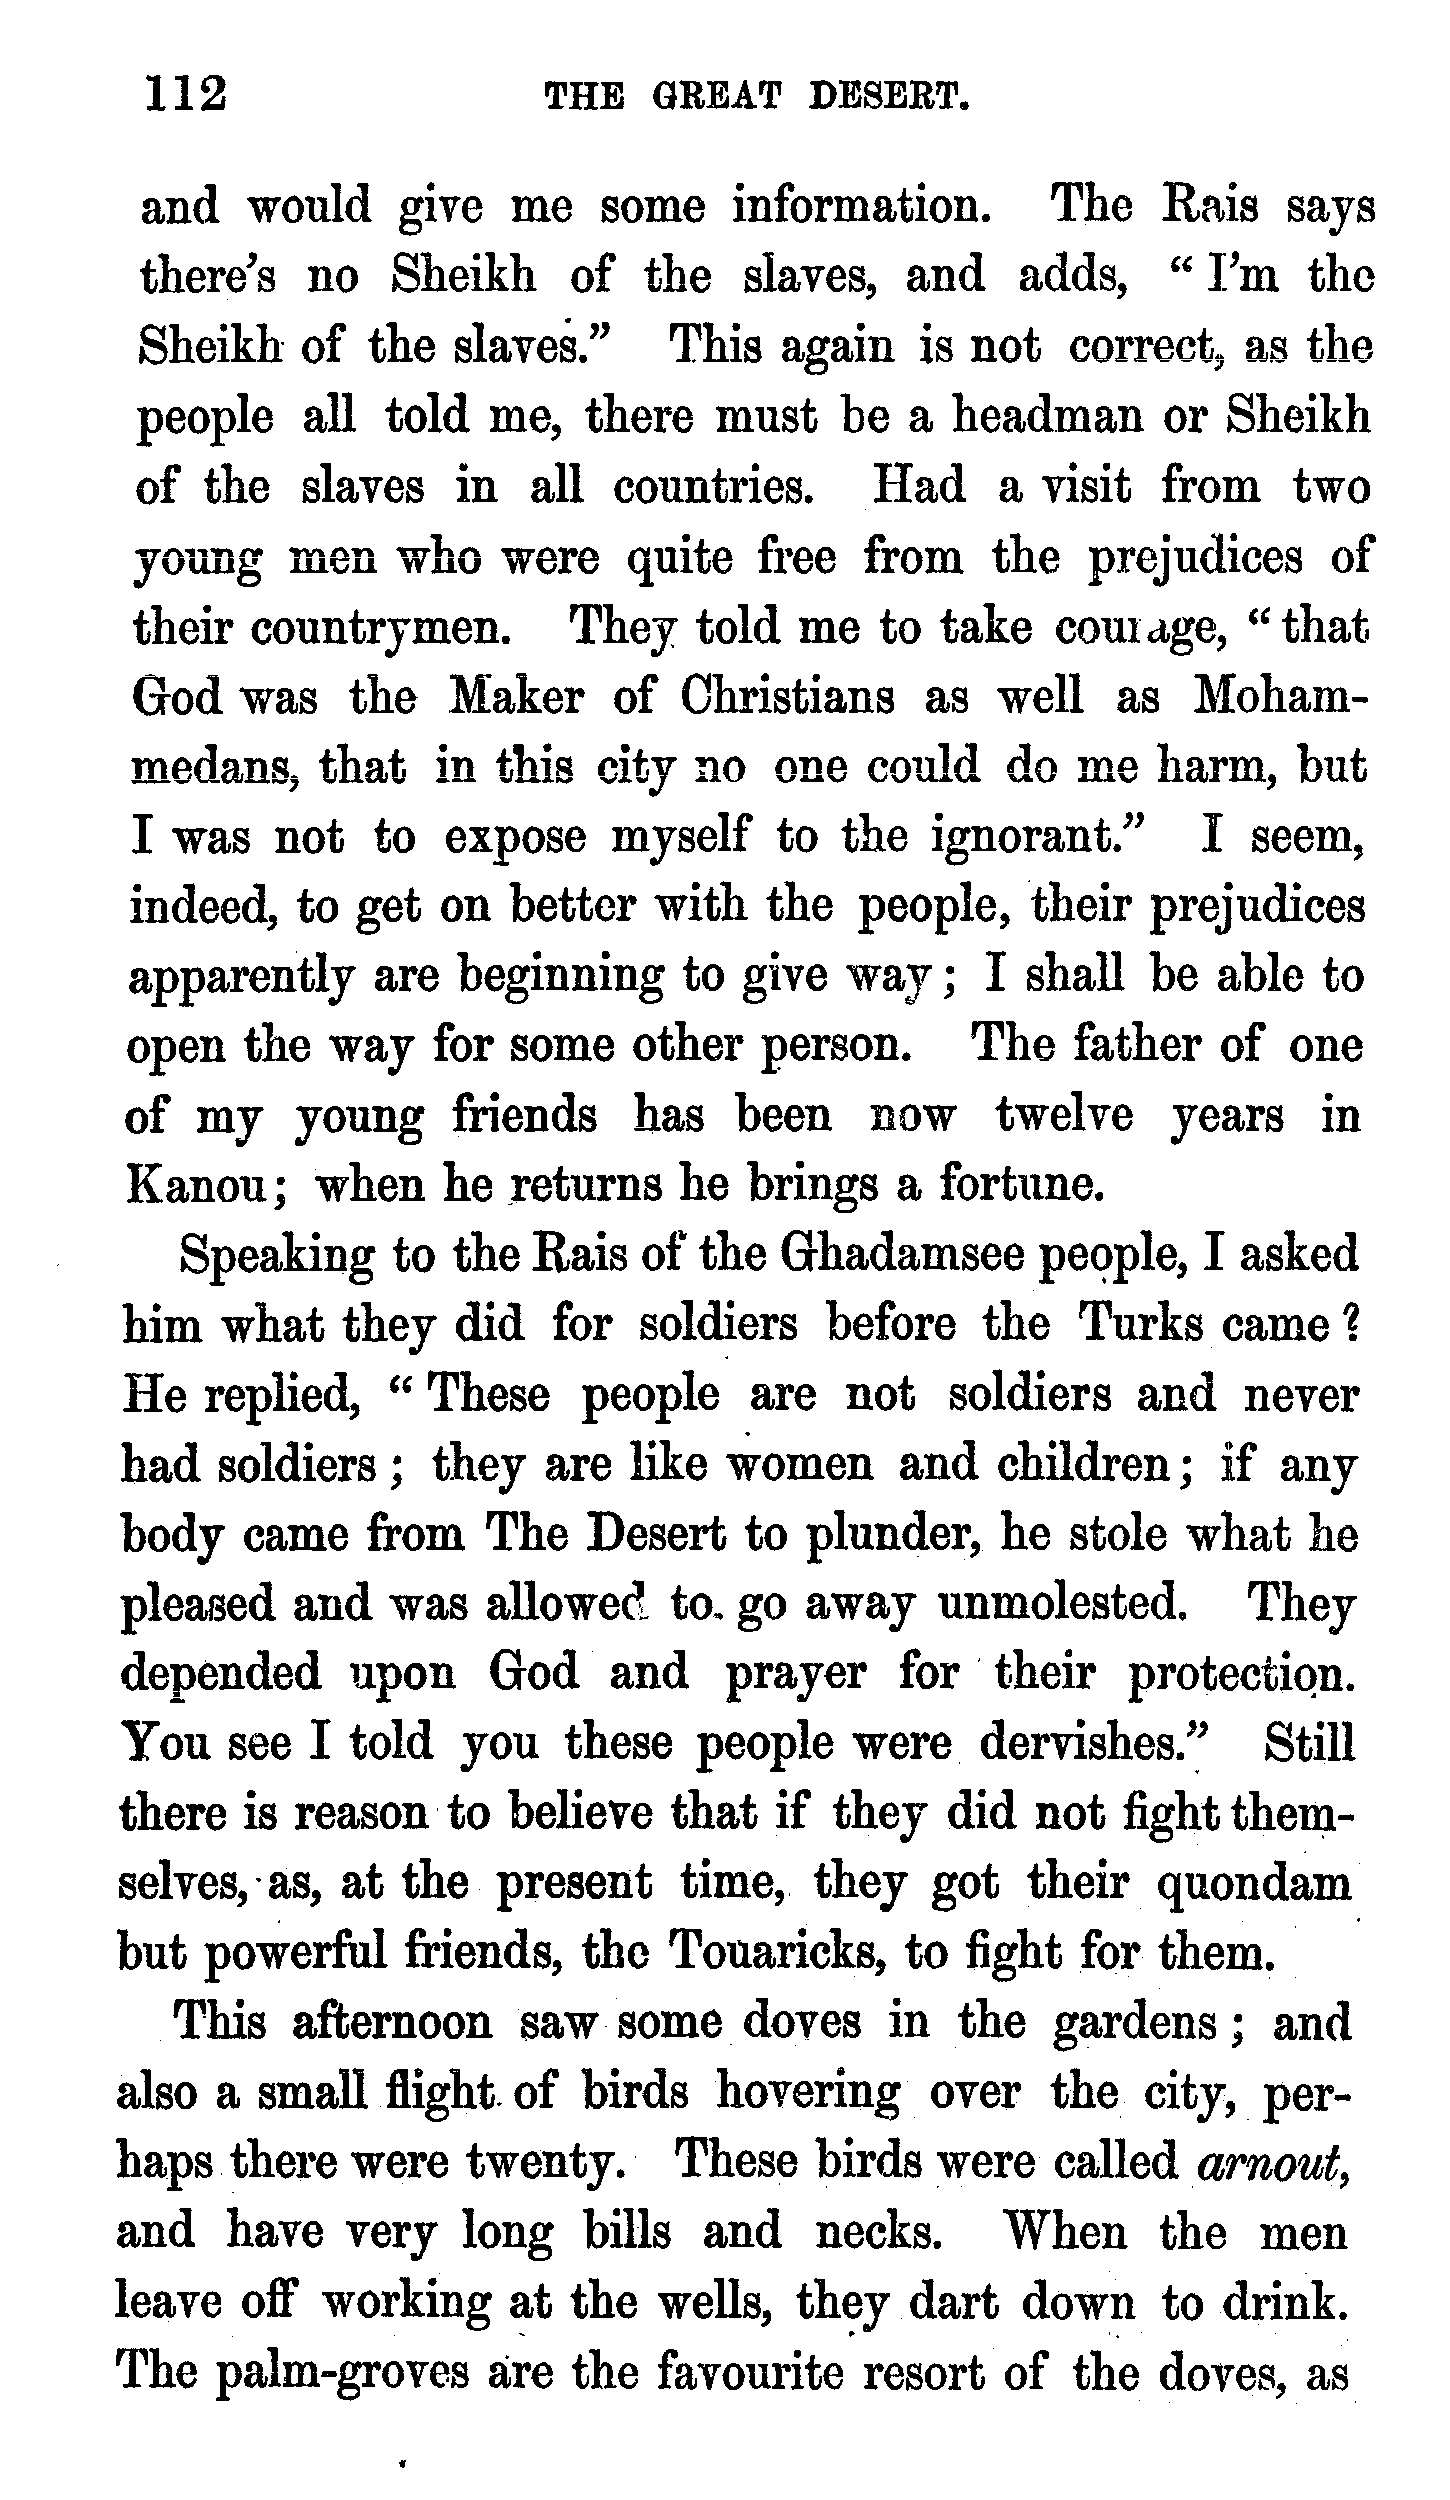 112 THE GREAT DESERT.
and would give me some information. The Rais says
there's no Sheikh of the slaves, and adds, "I'm the
Sheikh of the slaves." This again is not correct, as the
people all told me, there must be a headman or Sheikh
of the slaves in all countries. Had a visit from two
young men who were quite free from the prejudices of
their countrymen. They told me to take courage, "that
God was the Maker of Christians as well as Moham-
medans, that in this city no one could do me harm, but
I was not to expose myself to the ignorant." I seem,
indeed, to get on better with the people, their prejudices
apparently are beginning to give way; I shall be able to
open the way for some other person. The father of one
of my young friends has been now twelve years in
Kanou; when he returns he brings a fortune.
Speaking to the Rais of the Ghadamsee people, I asked
him what they did for soldiers before the Turks came?
He replied, "These people are not soldiers and never
had soldiers; they are like women and children; if any
body came from The Desert to plunder, he stole what he
pleased and was allowed to go away unmolested. They
depended upon God and prayer for their protection.
You see I told you these people were dervishes." Still
there is reason to believe that if they did not fight them-
selves, as, at the present time, they got their quondam
but powerful friends, the Touaricks, to fight for them.
This afternoon saw some doves in the gardens; and
also a small flight of birds hovering over the city, per-
haps there were twenty. These birds were called arnout,
and have very long bills and necks. When the men
leave off working at the wells, they dart down to drink.
The palm-groves are the favourite resort of the doves, as